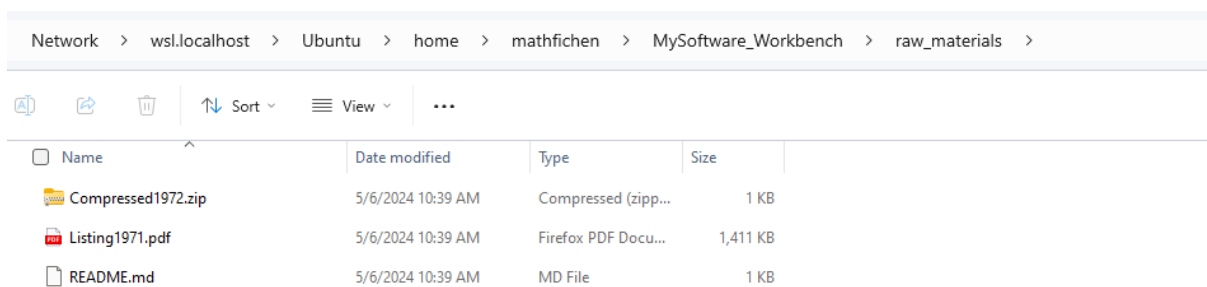 Network > wsl.localhost > Ubuntu > home > mathfichen > MySoftware_Workbench > raw_materials >
Sort View ...
Name Date modified Type Size
Compressed1972.zip 5/6/2024 10:39 AM Compressed (zipp... 1 KB
Listing1971.pdf 5/6/2024 10:39 AM Firefox PDF Docu... 1,411 KB
README.md 5/6/2024 10:39 AM MD File 1 KB